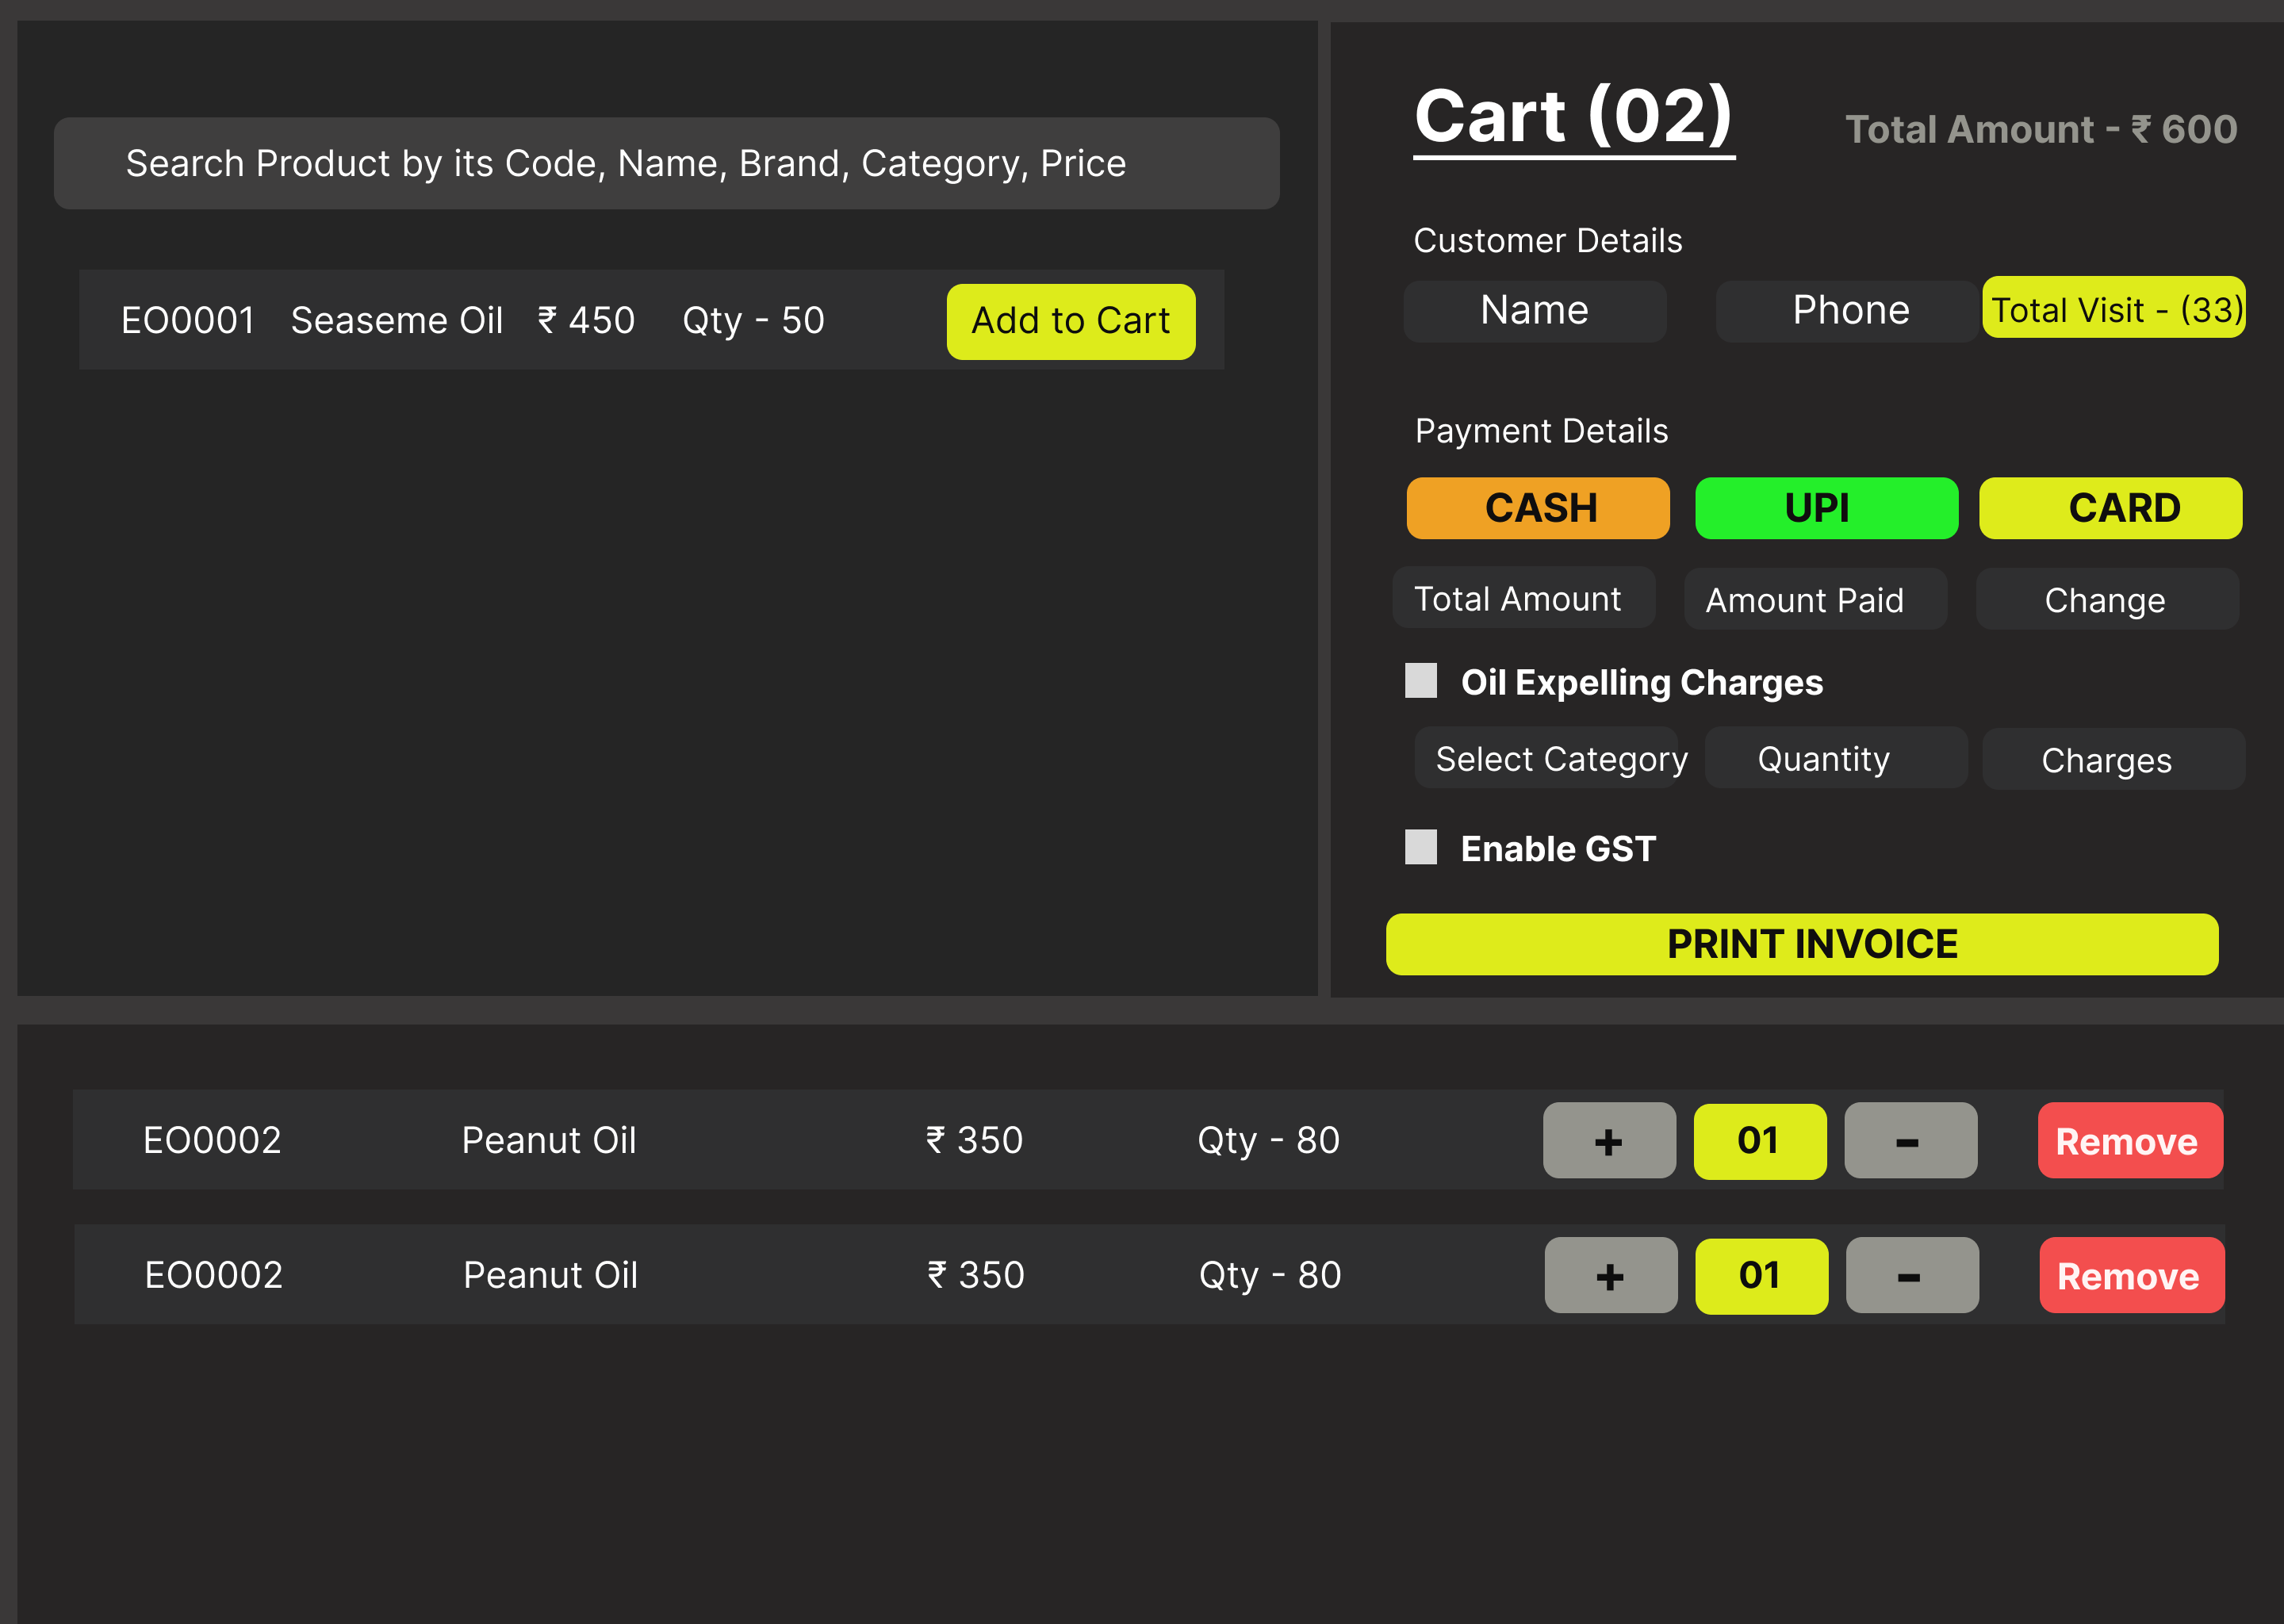 Search Product by its Code, Name, Brand, Category, Price
EO0001 Seaseme Oil ₹ 450 Qty - 50 Add to Cart
Cart (02) Total Amount - ₹ 600
Customer Details
Name Phone Total Visit - (33)
Payment Details
CASH UPI CARD
Total Amount Amount Paid Change
Oil Expelling Charges
Select Category Quantity Charges
Enable GST
PRINT INVOICE
EO0002 Peanut Oil ₹ 350 Qty - 80 + 01 - Remove
EO0002 Peanut Oil ₹ 350 Qty - 80 + 01 - Remove